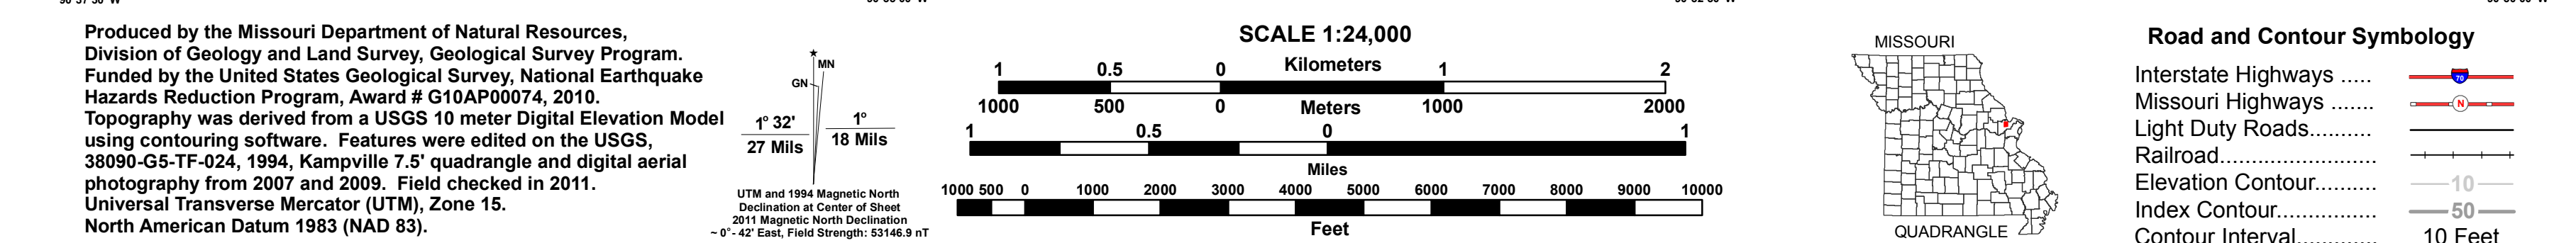 Produced by the Missouri Department of Natural Resources,
Division of Geology and Land Survey, Geological Survey Program.
Funded by the United States Geological Survey, National Earthquake
Hazards Reduction Program, Award # G10AP00074, 2010.
Topography was derived from a USGS 10 meter Digital Elevation Model
using contouring software. Features were edited on the USGS,
38090-G5-TF-024, 1994, Kampville 7.5' quadrangle and digital aerial
photography from 2007 and 2009. Field checked in 2011.
Universal Transverse Mercator (UTM), Zone 15.
North American Datum 1983 (NAD 83).
MN
GN
1° 32'
27 Mils
1°
18 Mils
UTM and 1994 Magnetic North
Declination at Center of Sheet
2011 Magnetic North Declination
~ 0°- 42' East, Field Strength: 53146.9 nT
SCALE 1:24,000
1 0.5 0 Kilometers 1 2
1000 500 0 Meters 1000 2000
1 0.5 0 1
Miles
1000 500 0 1000 2000 3000 4000 5000 6000 7000 8000 9000 10000
Feet
MISSOURI
QUADRANGLE
Road and Contour Symbology
Interstate Highways ..... 70
Missouri Highways ....... N
Light Duty Roads..........
Railroad.........................
Elevation Contour.......... 10
Index Contour................ 50
Contour Interval............. 10 Feet